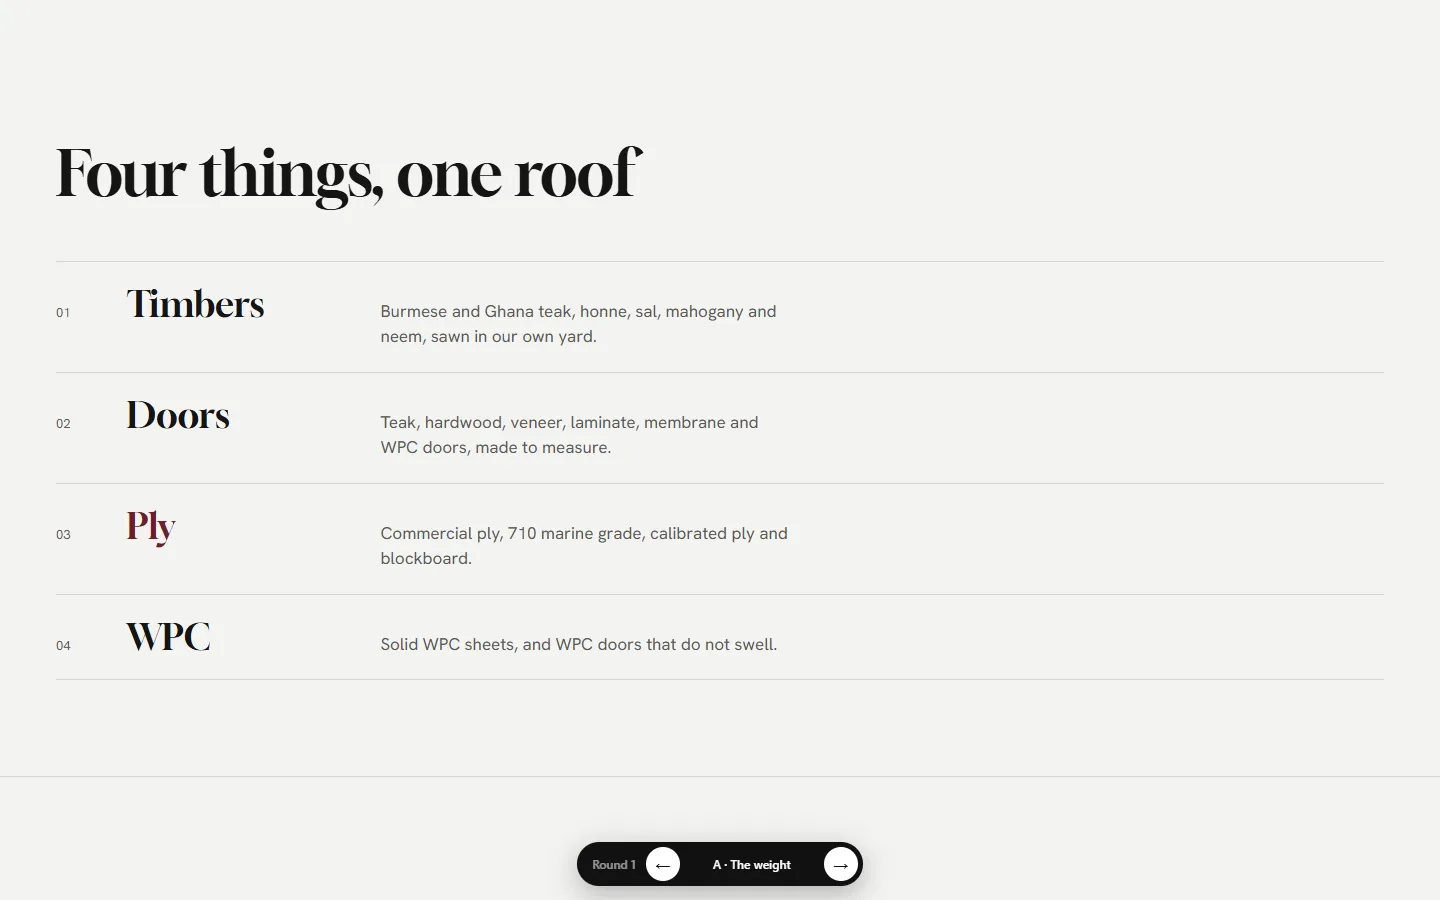 Four things, one roof
01
Timbers
Burmese and Ghana teak, honne, sal, mahogany and
neem, sawn in our own yard.
02
Doors
Teak, hardwood, veneer, laminate, membrane and
WPC doors, made to measure.
03
Ply
Commercial ply, 710 marine grade, calibrated ply and
blockboard.
04
WPC
Solid WPC sheets, and WPC doors that do not swell.
Round 1 ← A · The weight →